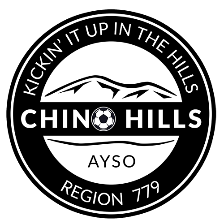 KICKIN' IT UP IN THE HILLS
CHINO HILLS
AYSO
REGION 779